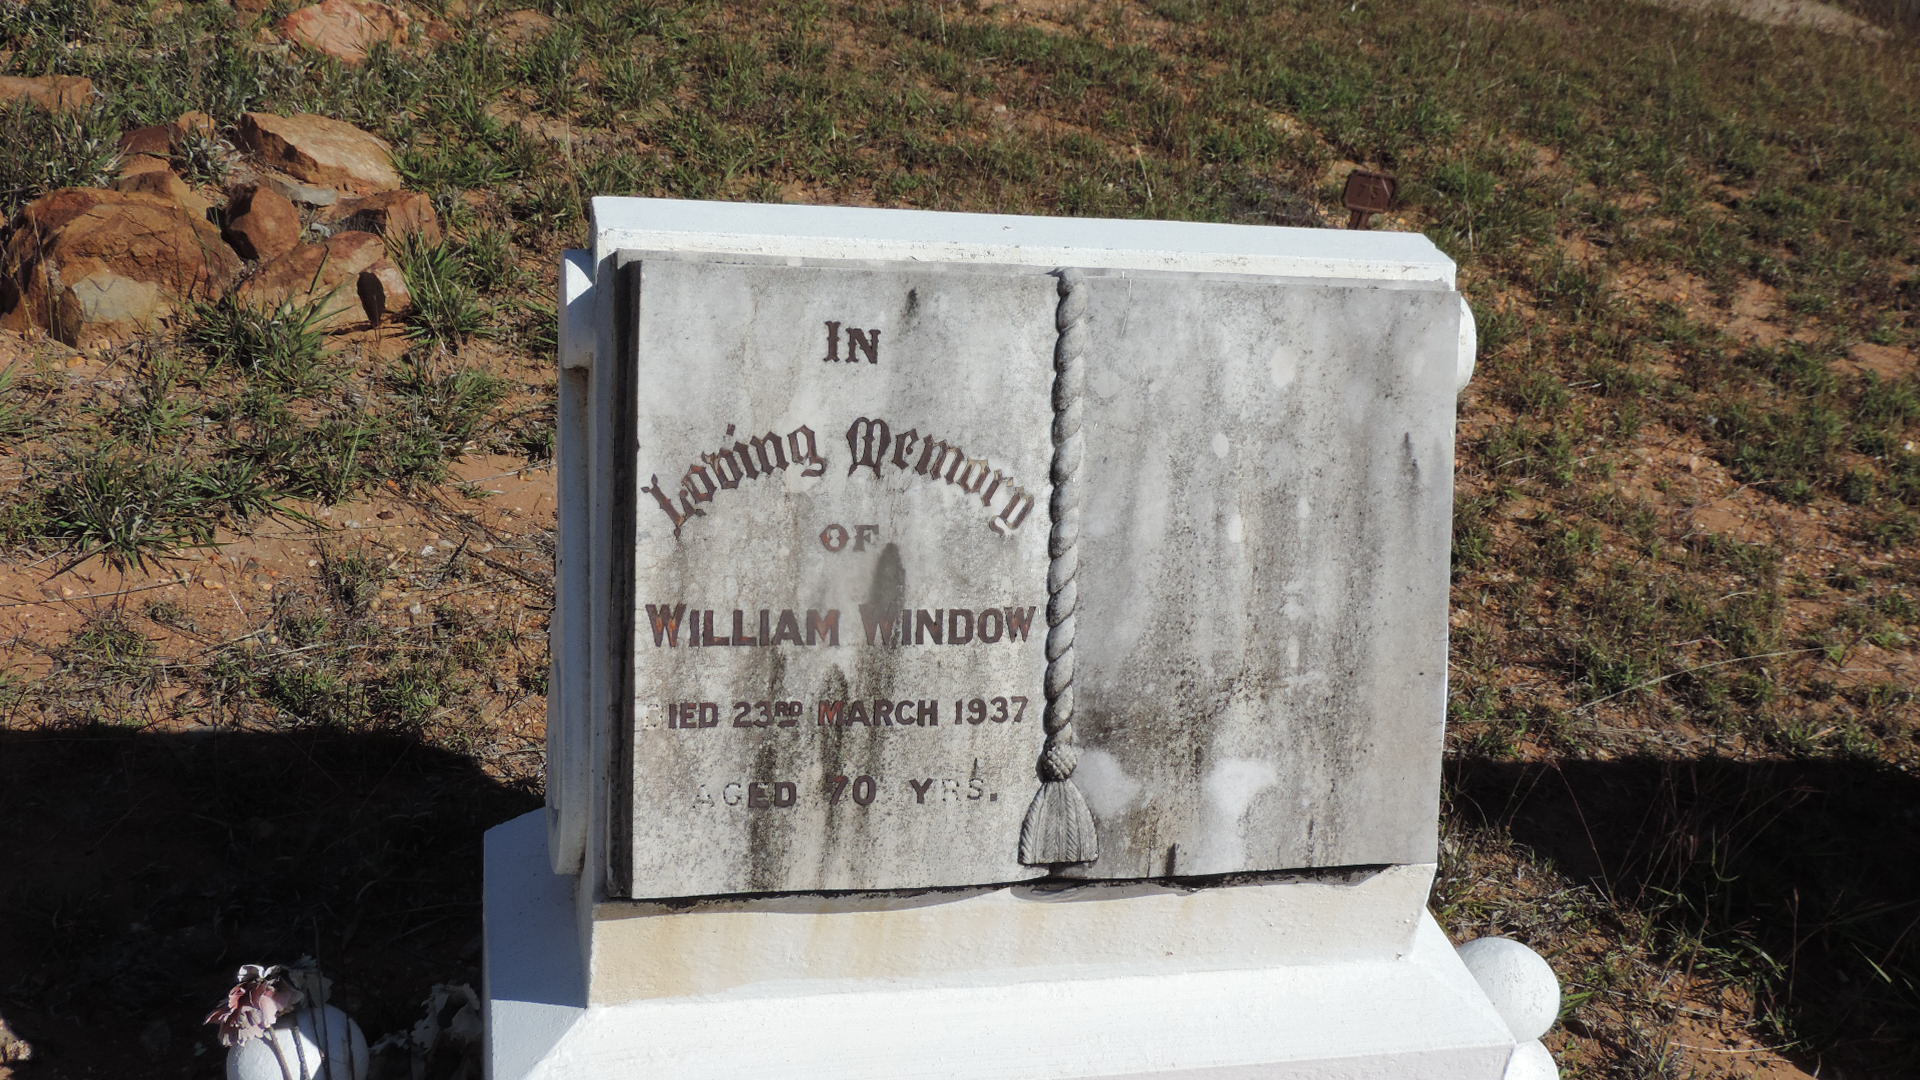 IN
Loving Memory
OF
WILLIAM WINDOW
DIED 23RD MARCH 1937
AGED 70 YRS.